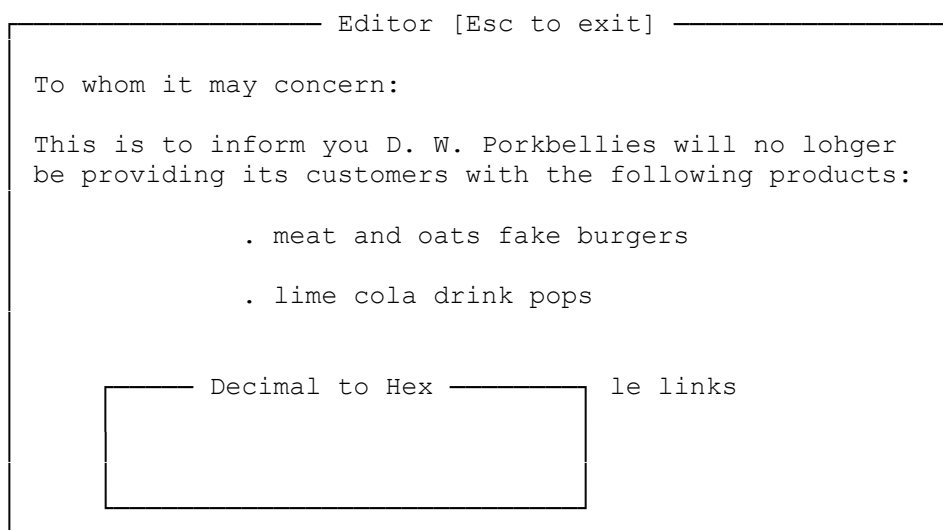 Editor [Esc to exit]
To whom it may concern:
This is to inform you D. W. Porkbellies will no lohger
be providing its customers with the following products:
. meat and oats fake burgers
. lime cola drink pops
Decimal to Hex le links